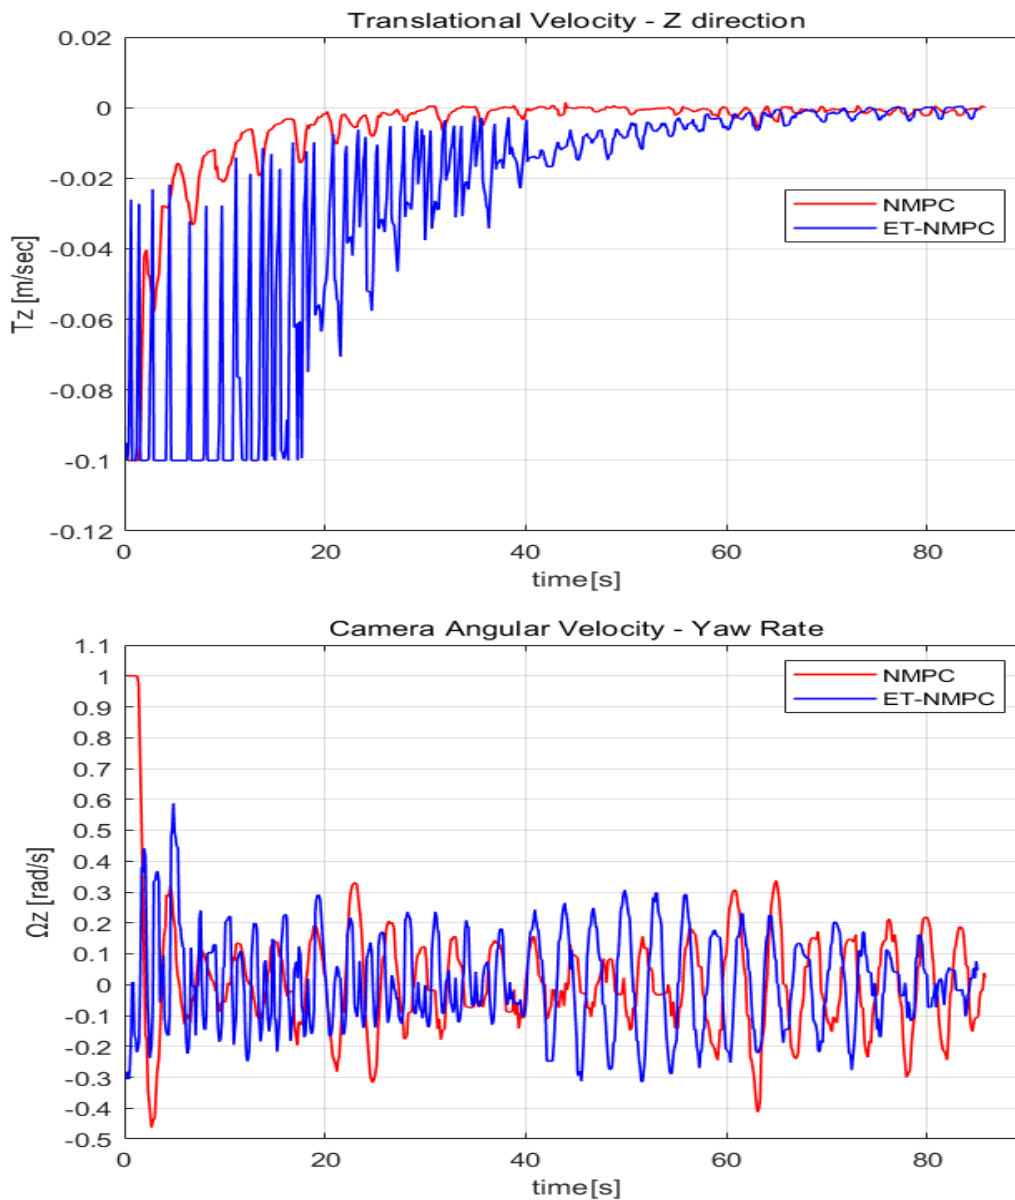 Translational Velocity - Z direction
0.02
0
-0.02
-0.04
-0.06
-0.08
-0.1
-0.12
Tz [m/sec]
NMPC
ET-NMPC
0 20 40 60 80
time[s]
Camera Angular Velocity - Yaw Rate
1.1
1
0.9
0.8
0.7
0.6
0.5
0.4
0.3
0.2
0.1
0
-0.1
-0.2
-0.3
-0.4
-0.5
Ωz [rad/s]
NMPC
ET-NMPC
0 20 40 60 80
time[s]